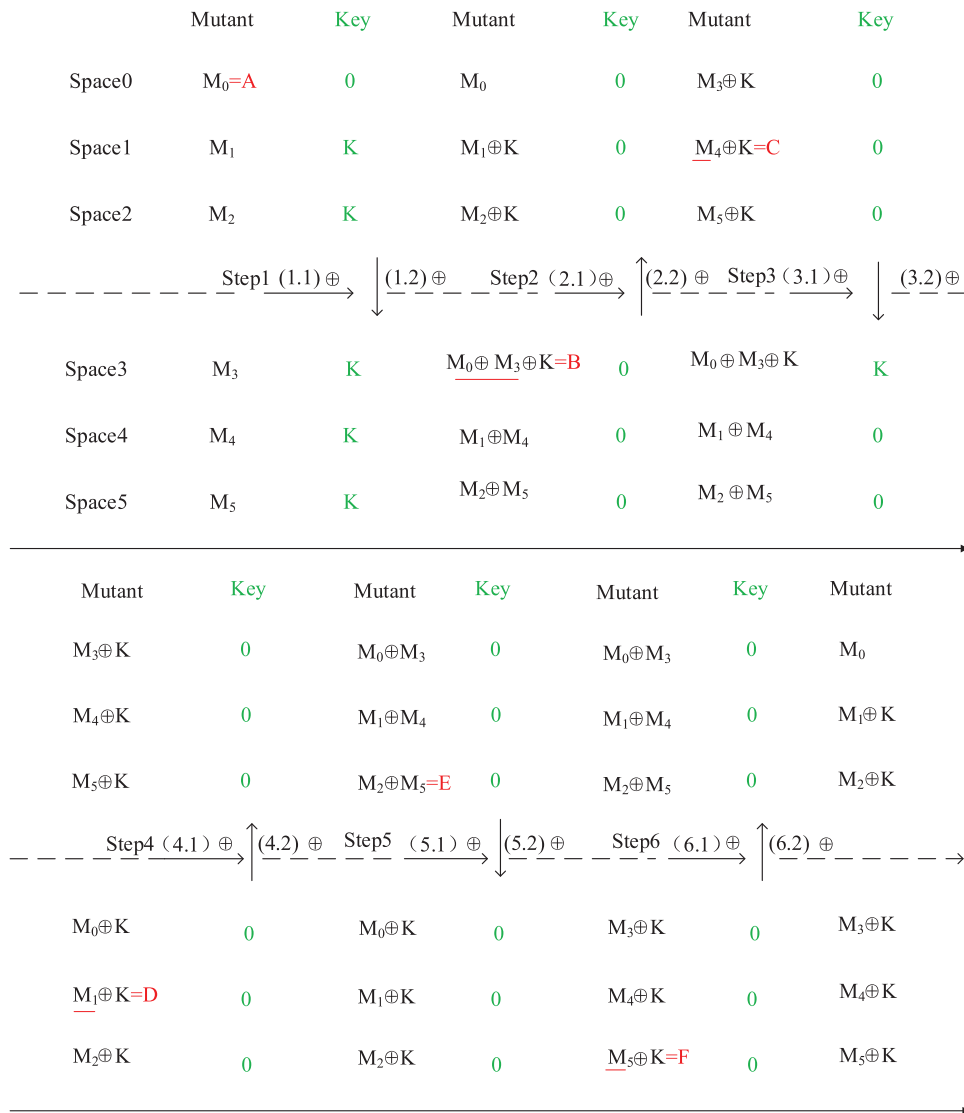 Mutant Key Mutant Key Mutant Key
Space0 M₀=A 0 M₀ 0 M₃⊕K 0
Space1 M₁ K M₁⊕K 0 M₄⊕K=C 0
Space2 M₂ K M₂⊕K 0 M₅⊕K 0
Step1 (1.1)⊕ (1.2)⊕ Step2 (2.1)⊕ (2.2)⊕ Step3 (3.1)⊕ (3.2)⊕
Space3 M₃ K M₀⊕M₃⊕K=B 0 M₀⊕M₃⊕K K
Space4 M₄ K M₁⊕M₄ 0 M₁⊕M₄ 0
Space5 M₅ K M₂⊕M₅ 0 M₂⊕M₅ 0
Mutant Key Mutant Key Mutant Key Mutant
M₃⊕K 0 M₀⊕M₃ 0 M₀⊕M₃ 0 M₀
M₄⊕K 0 M₁⊕M₄ 0 M₁⊕M₄ 0 M₁⊕K
M₅⊕K 0 M₂⊕M₅=E 0 M₂⊕M₅ 0 M₂⊕K
Step4 (4.1)⊕ (4.2)⊕ Step5 (5.1)⊕ (5.2)⊕ Step6 (6.1)⊕ (6.2)⊕
M₀⊕K 0 M₀⊕K 0 M₃⊕K 0 M₃⊕K
M₁⊕K=D 0 M₁⊕K 0 M₄⊕K 0 M₄⊕K
M₂⊕K 0 M₂⊕K 0 M₅⊕K=F 0 M₅⊕K